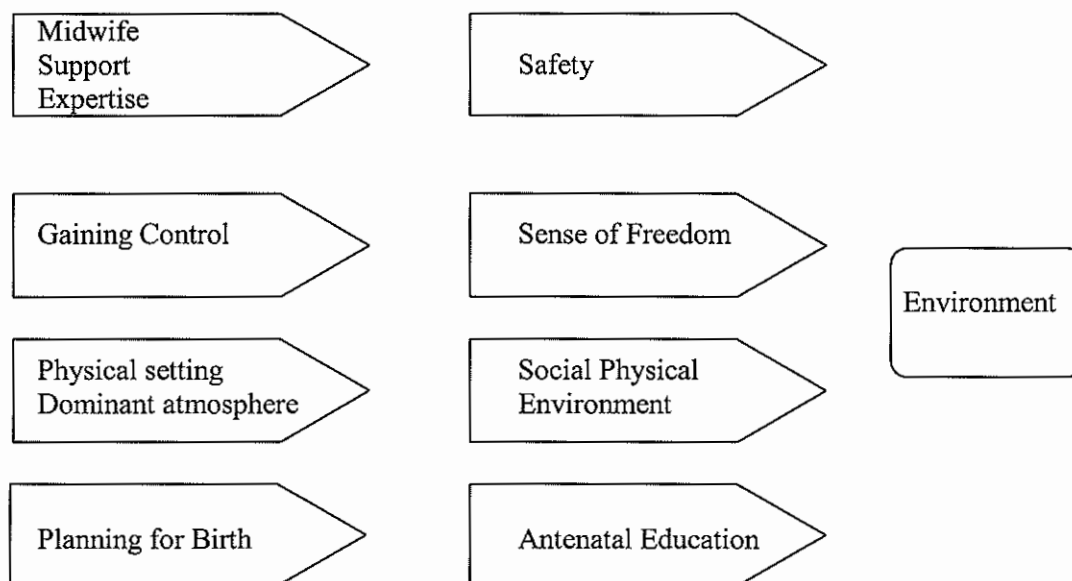 Midwife
Support
Expertise
Safety
Gaining Control
Sense of Freedom
Environment
Physical setting
Dominant atmosphere
Social Physical
Environment
Planning for Birth
Antenatal Education